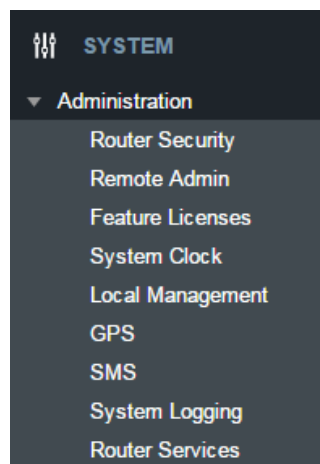 SYSTEM
Administration
Router Security
Remote Admin
Feature Licenses
System Clock
Local Management
GPS
SMS
System Logging
Router Services